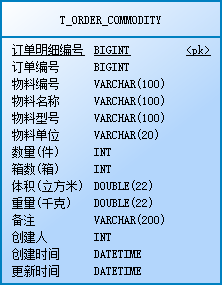 T_ORDER_COMMODITY
订单明细编号 BIGINT <pk>
订单编号 BIGINT
物料编号 VARCHAR(100)
物料名称 VARCHAR(100)
物料型号 VARCHAR(100)
物料单位 VARCHAR(20)
数量(件) INT
箱数(箱) INT
体积(立方米) DOUBLE(22)
重量(千克) DOUBLE(22)
备注 VARCHAR(200)
创建人 INT
创建时间 DATETIME
更新时间 DATETIME